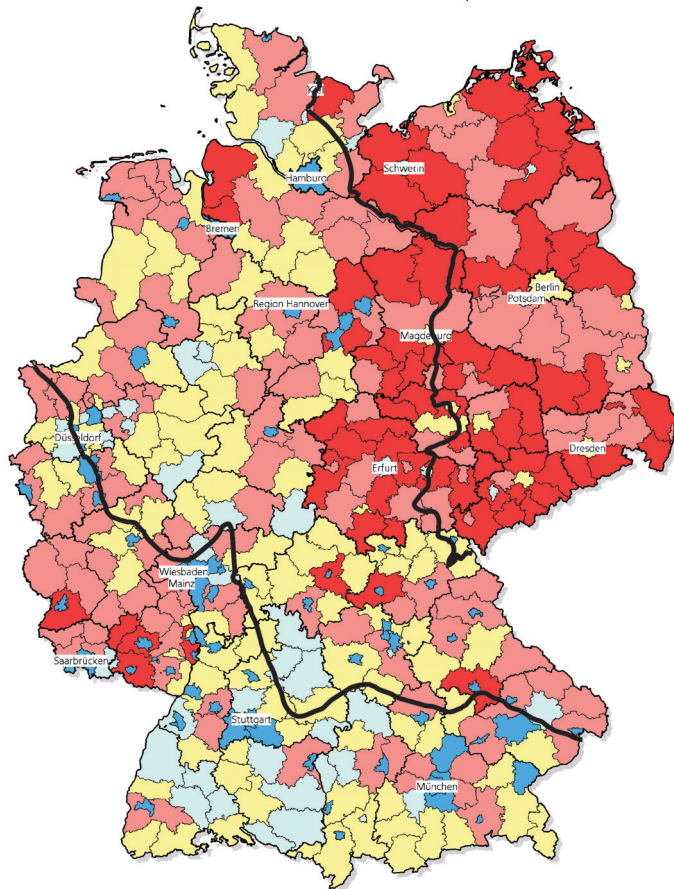 Schwerin
Hamburg
Bremen
Berlin
Potsdam
Region Hannover
Magdeburg
Düsseldorf
Dresden
Erfurt
Wiesbaden
Mainz
Saarbrücken
Stuttgart
München